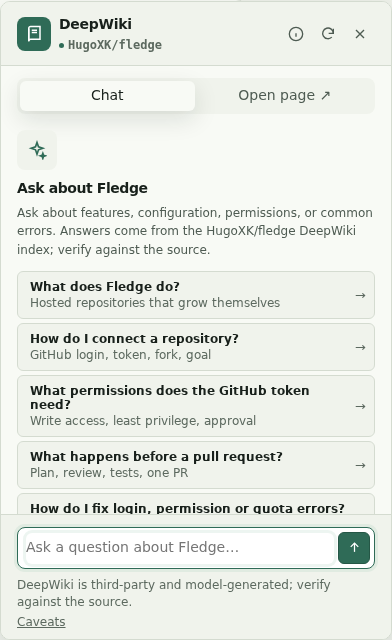 DeepWiki
HugoXK/fledge
Chat
Open page ↗
Ask about Fledge
Ask about features, configuration, permissions, or common
errors. Answers come from the HugoXK/fledge DeepWiki
index; verify against the source.
What does Fledge do?
Hosted repositories that grow themselves
→
How do I connect a repository?
GitHub login, token, fork, goal
→
What permissions does the GitHub token
need?
Write access, least privilege, approval
→
What happens before a pull request?
Plan, review, tests, one PR
→
How do I fix login, permission or quota errors?
Ask a question about Fledge...
DeepWiki is third-party and model-generated; verify
against the source.
Caveats